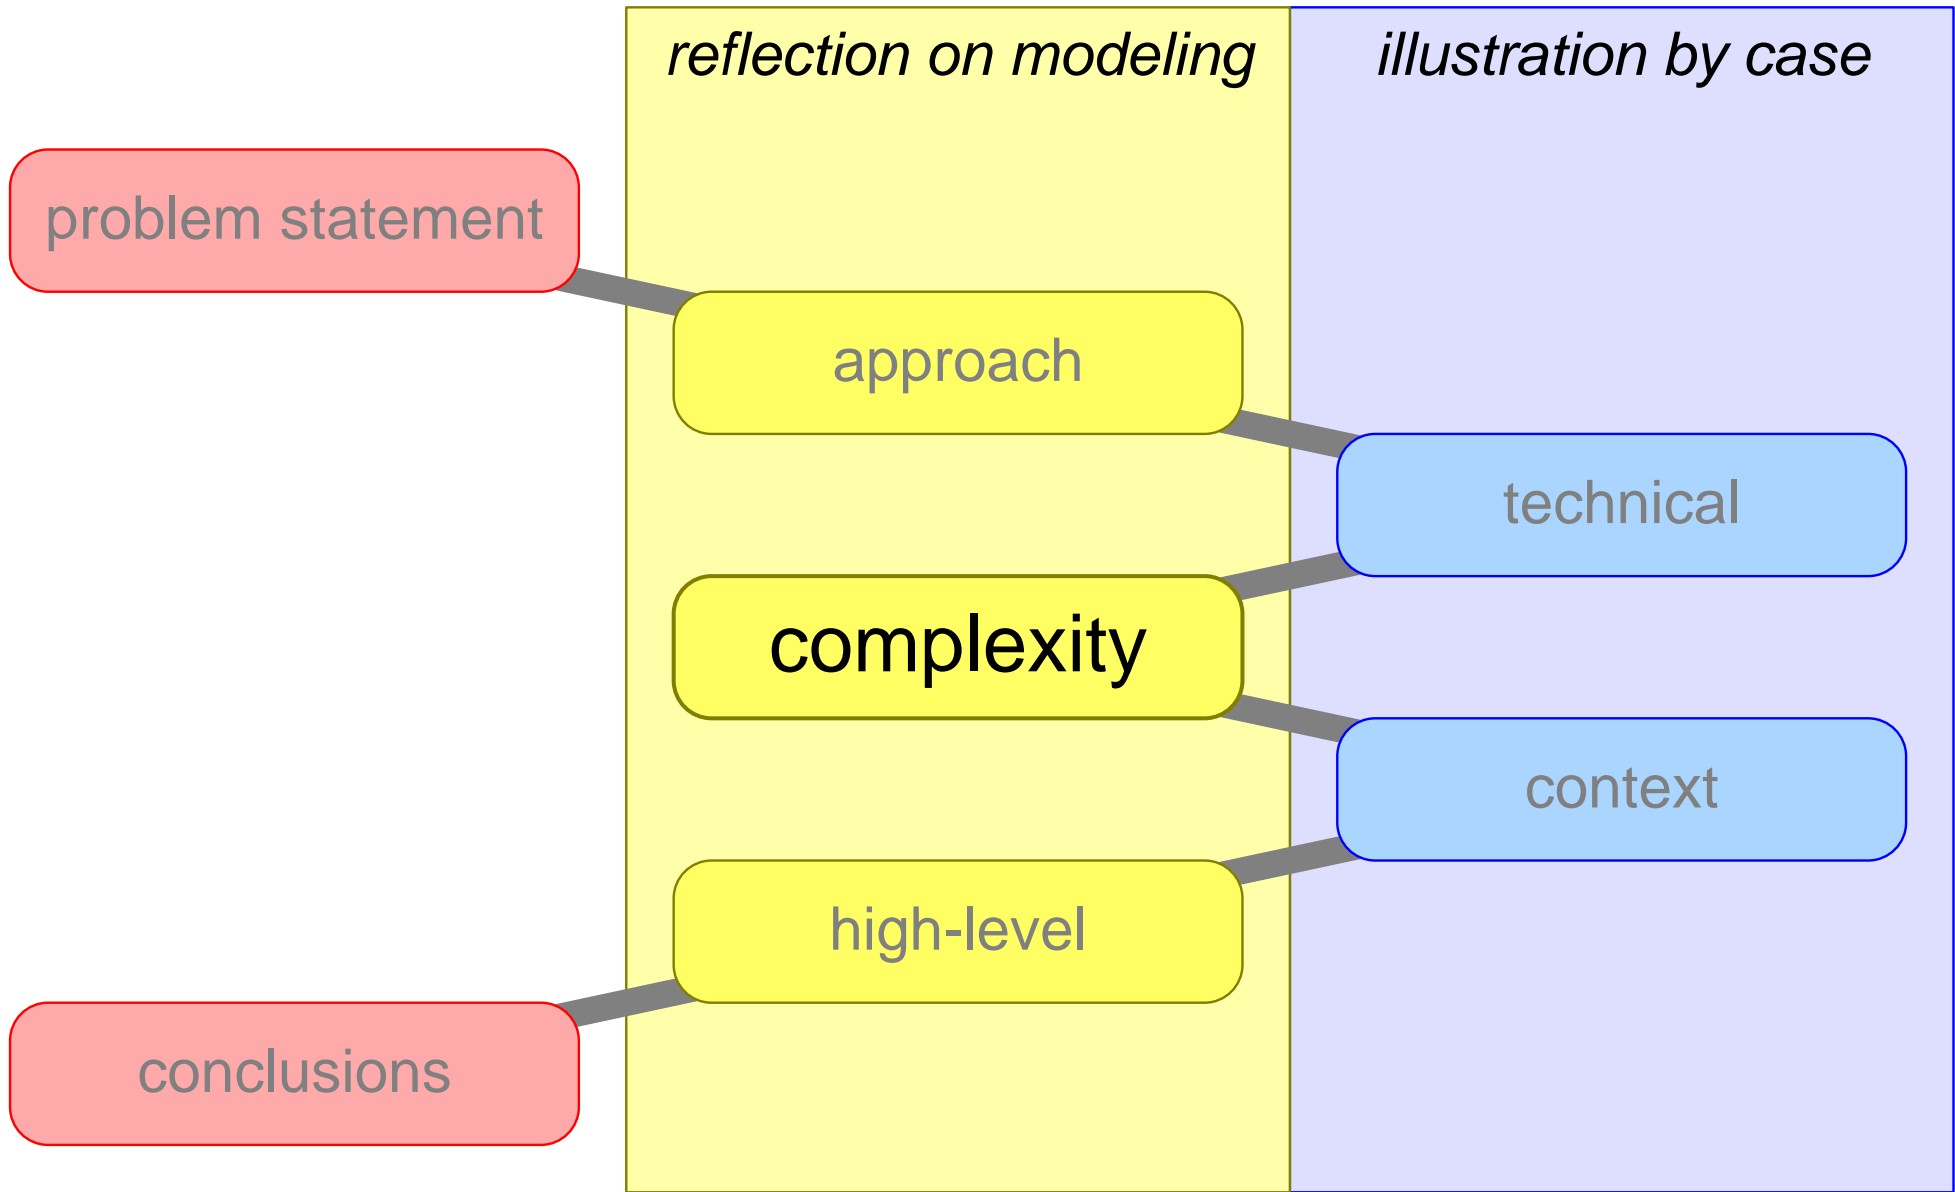 reflection on modeling
illustration by case
problem statement
approach
technical
complexity
context
high-level
conclusions